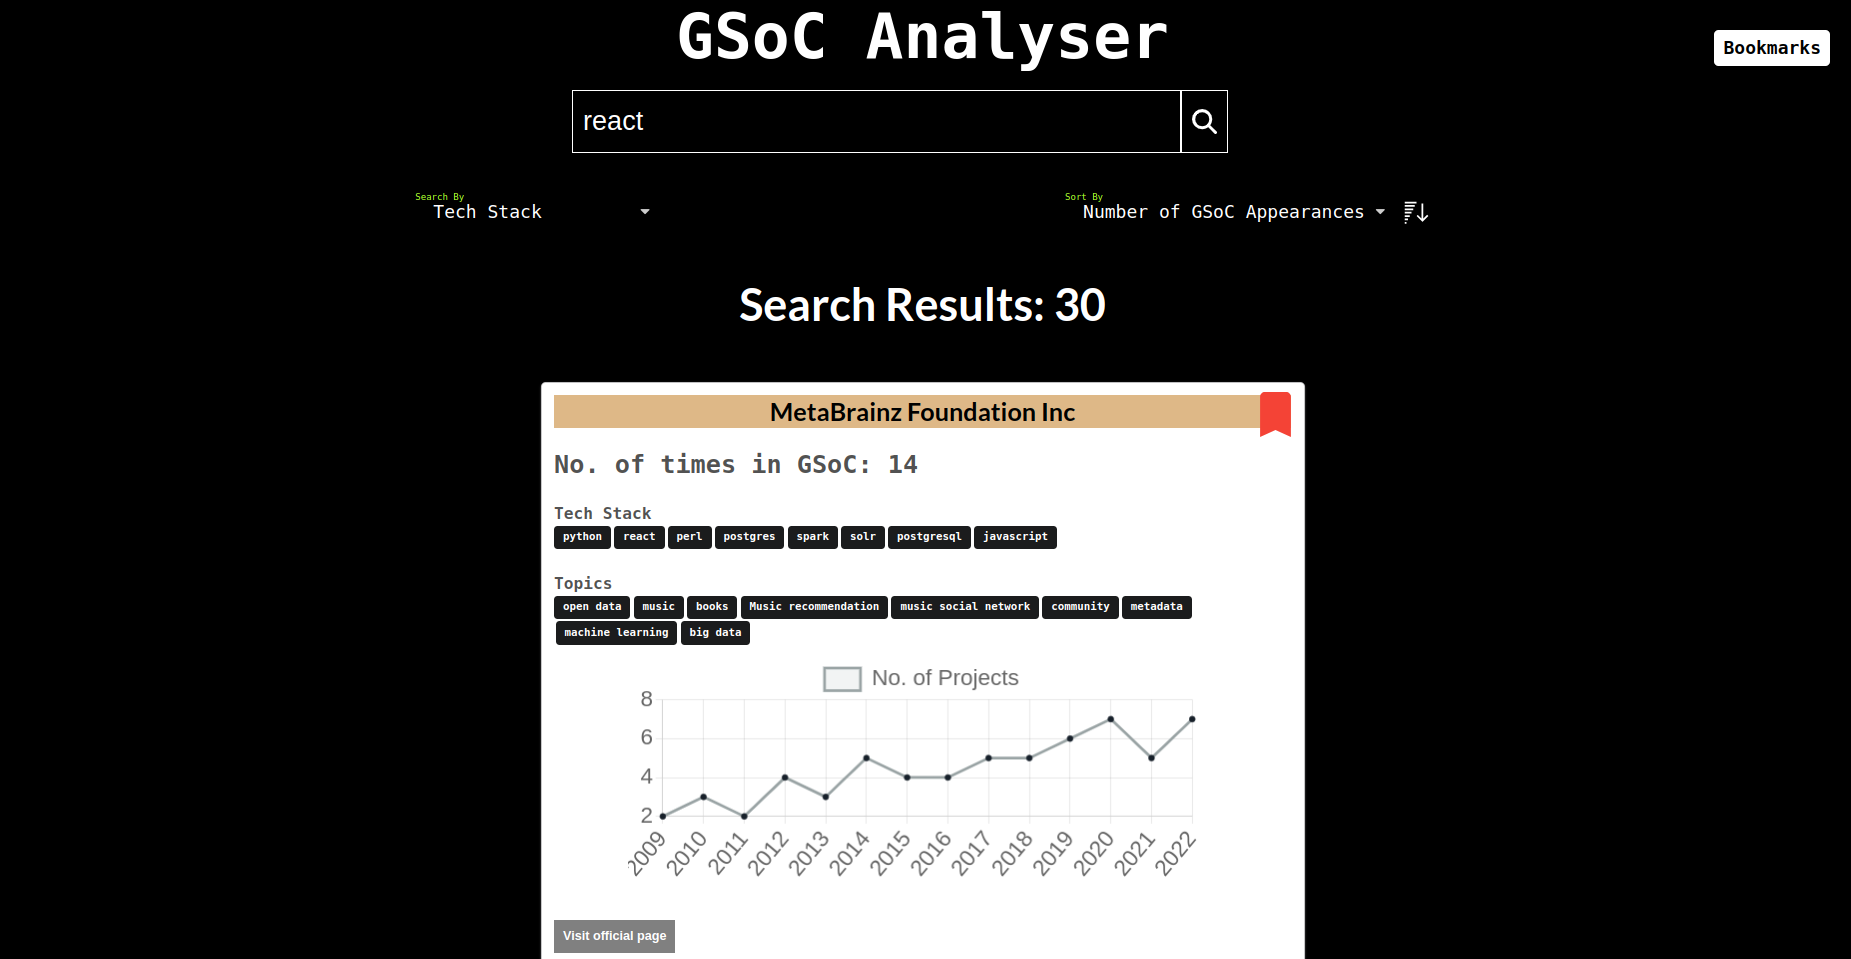 GSoC Analyser
Bookmarks
react
Search By
Tech Stack
Sort By
Number of GSoC Appearances
Search Results: 30
MetaBrainz Foundation Inc
No. of times in GSoC: 14
Tech Stack
python react perl postgres spark solr postgresql javascript
Topics
open data music books Music recommendation music social network community metadata
machine learning big data
No. of Projects
8
6
4
2
2009 2010 2011 2012 2013 2014 2015 2016 2017 2018 2019 2020 2021 2022
Visit official page